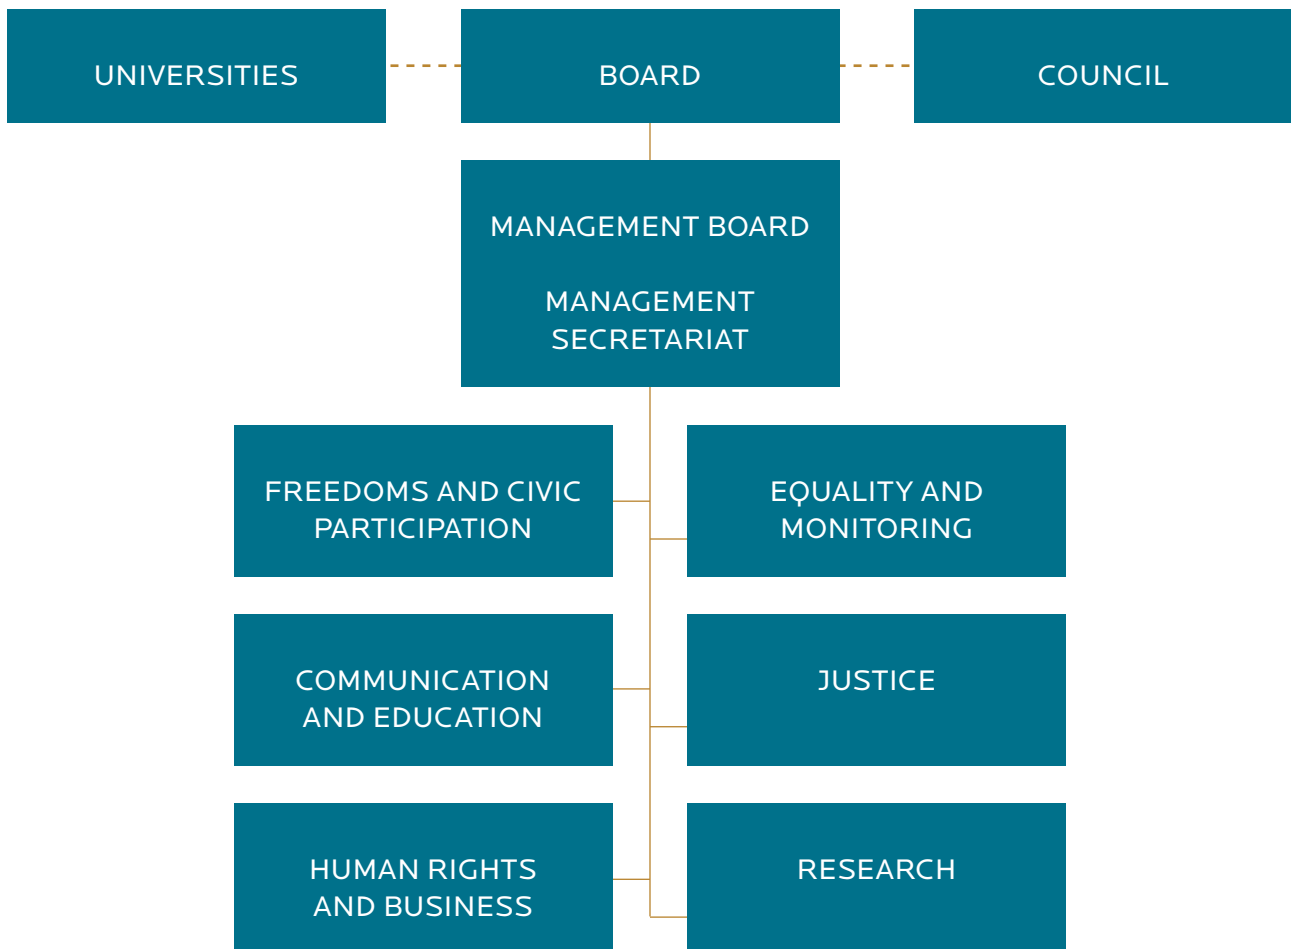 UNIVERSITIES
BOARD
COUNCIL
MANAGEMENT BOARD
MANAGEMENT
SECRETARIAT
FREEDOMS AND CIVIC
PARTICIPATION
EQUALITY AND
MONITORING
COMMUNICATION
AND EDUCATION
JUSTICE
HUMAN RIGHTS
AND BUSINESS
RESEARCH